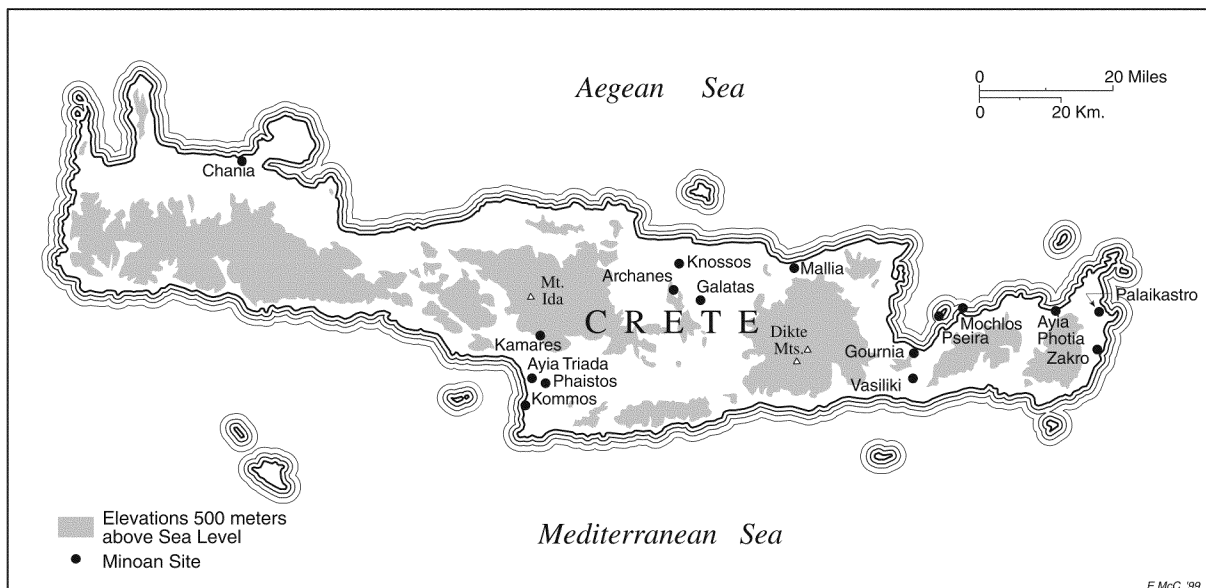 Aegean Sea
0 20 Miles
0 20 Km.
Chania
Knossos
Mallia
Archanes
Galatas
Mt.
Ida
CRETE
Palaikastro
Mochlos
Pseira
Ayia
Photia
Dikte
Mts.
Kamares
Gournia
Zakro
Ayia Triada
Phaistos
Vasiliki
Kommos
Elevations 500 meters
above Sea Level
Minoan Site
Mediterranean Sea
E.McC. '99